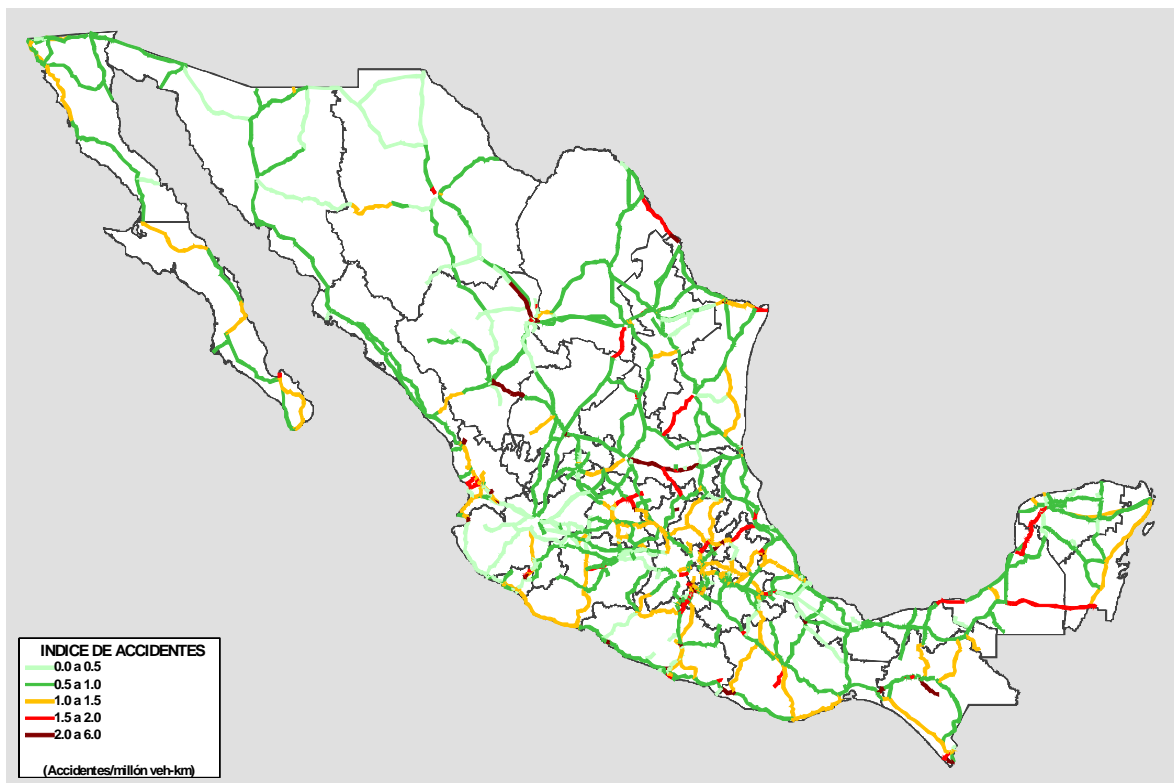 INDICE DE ACCIDENTES
0.0 a 0.5
0.5 a 1.0
1.0 a 1.5
1.5 a 2.0
2.0 a 6.0
(Accidentes/millón veh-km)